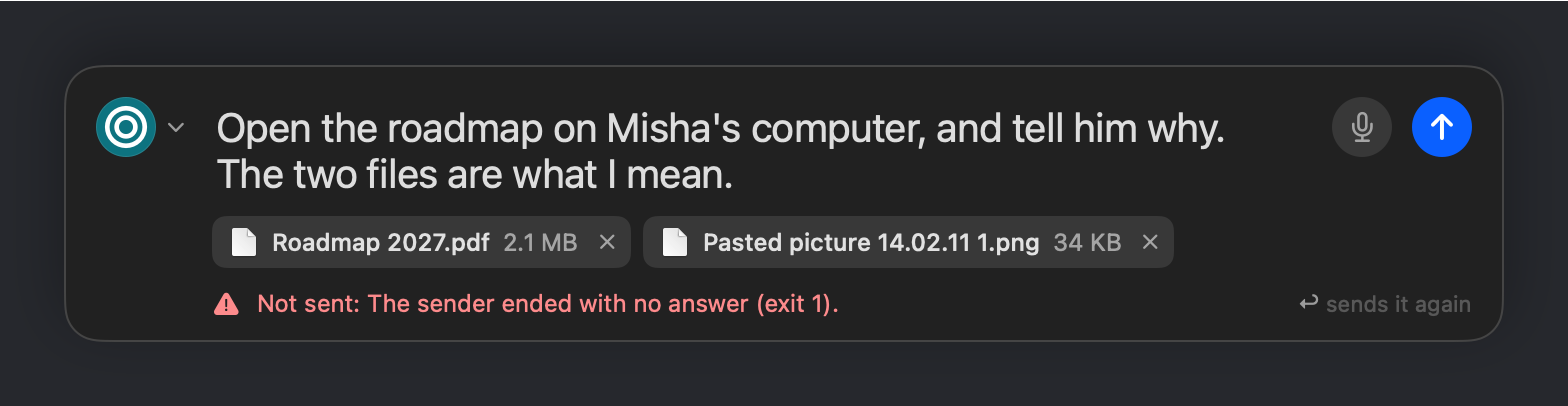 Open the roadmap on Misha's computer, and tell him why.
The two files are what I mean.
Roadmap 2027.pdf 2.1 MB × Pasted picture 14.02.11 1.png 34 KB ×
Not sent: The sender ended with no answer (exit 1). ↩ sends it again